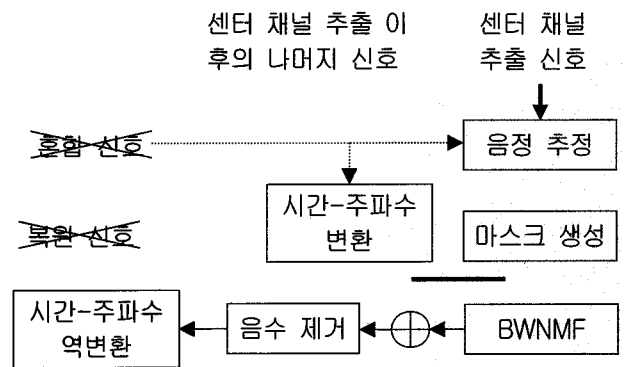 센터 채널 추출 이
후의 나머지 신호
센터 채널
추출 신호
혼합 신호
음정 추정
시간-주파수
변환
복원 신호
마스크 생성
시간-주파수
역변환
음수 제거
BWNMF